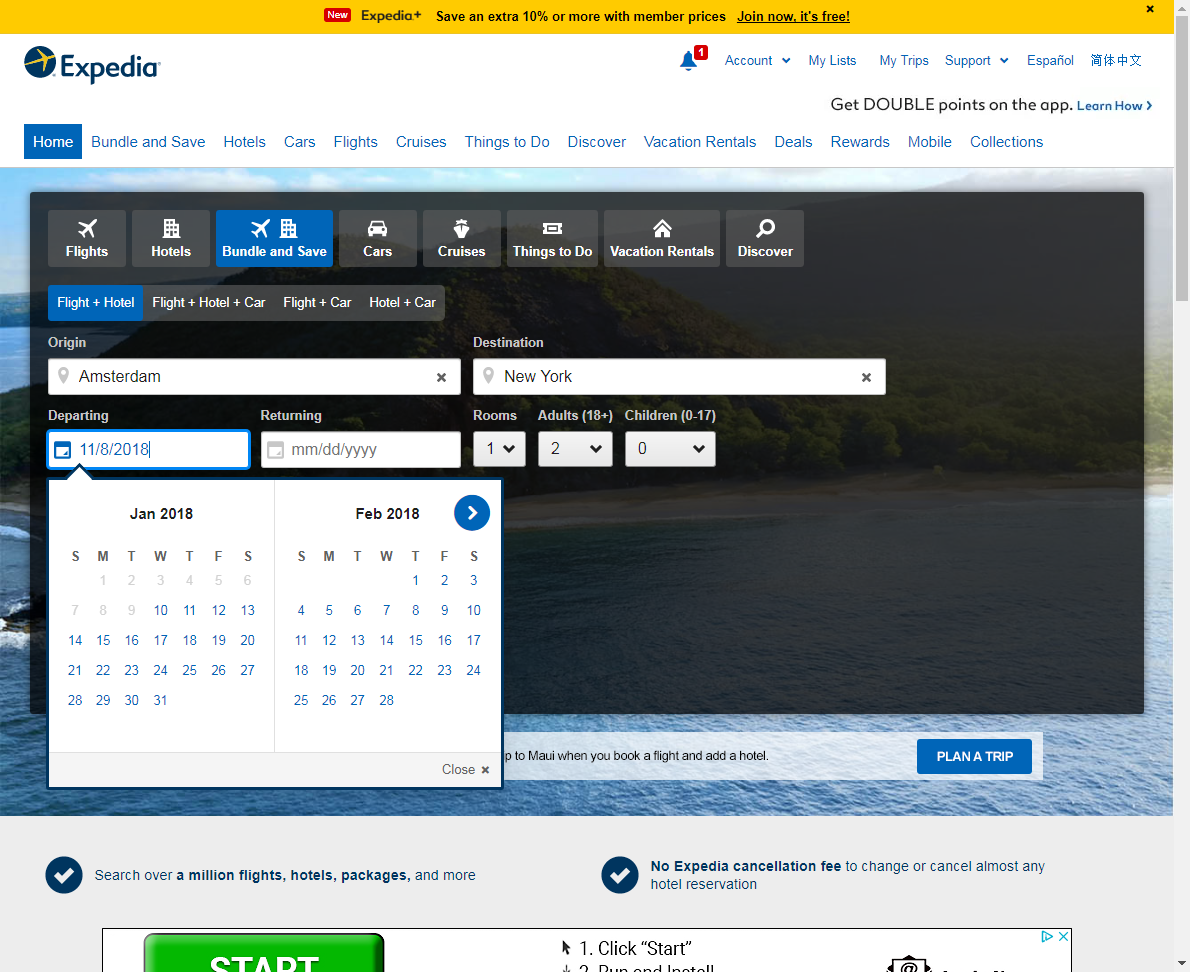 New Expedia+ Save an extra 10% or more with member prices Join now, it's free!
Expedia
1 Account My Lists My Trips Support Español 简体中文
Get DOUBLE points on the app. Learn How
Home Bundle and Save Hotels Cars Flights Cruises Things to Do Discover Vacation Rentals Deals Rewards Mobile Collections
Flights Hotels Bundle and Save Cars Cruises Things to Do Vacation Rentals Discover
Flight + Hotel Flight + Hotel + Car Flight + Car Hotel + Car
Origin Destination
Amsterdam New York
Departing Returning Rooms Adults (18+) Children (0-17)
11/8/2018 mm/dd/yyyy 1 2 0
Jan 2018 Feb 2018
S M T W T F S S M T W T F S
1 2 3 4 5 6 1 2 3
7 8 9 10 11 12 13 4 5 6 7 8 9 10
14 15 16 17 18 19 20 11 12 13 14 15 16 17
21 22 23 24 25 26 27 18 19 20 21 22 23 24
28 29 30 31 25 26 27 28
p to Maui when you book a flight and add a hotel. PLAN A TRIP
Close
Search over a million flights, hotels, packages, and more
No Expedia cancellation fee to change or cancel almost any
hotel reservation
START
1. Click “Start”
2. Run and Install